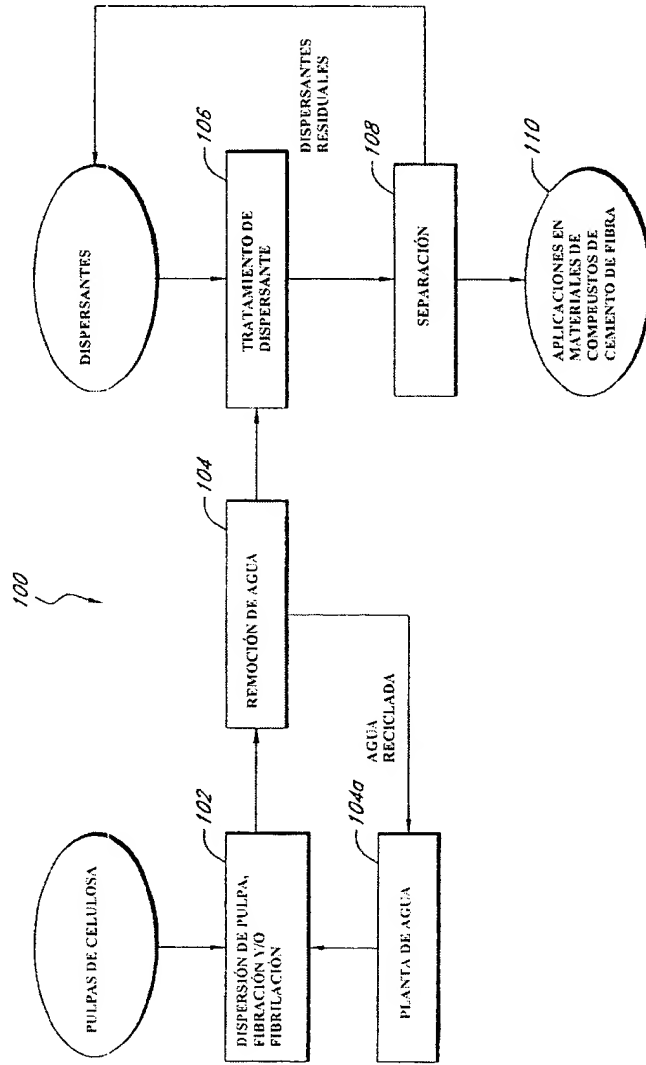 100
PULPAS DE CELULOSA
102
DISPERSIÓN DE PULPA,
FIBRACIÓN Y/O
FIBRILACIÓN
104
REMOCIÓN DE AGUA
AGUA
RECICLADA
104a
PLANTA DE AGUA
DISPERSANTES
106
TRATAMIENTO DE
DISPERSANTE
DISPERSANTES
RESIDUALES
108
SEPARACIÓN
110
APLICACIONES EN
MATERIALES DE
COMPEUSTOS DE
CEMENTO DE FIBRA